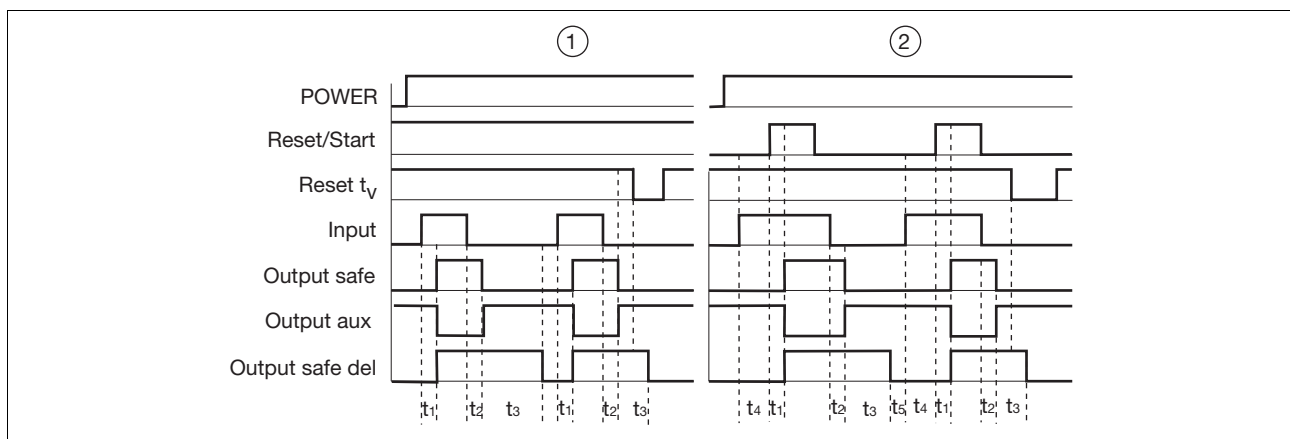 ① ②
POWER
Reset/Start
Reset tV
Input
Output safe
Output aux
Output safe del
t1 t2 t3 t1 t2 t3 t4 t1 t2 t3 t5 t4 t1 t2 t3